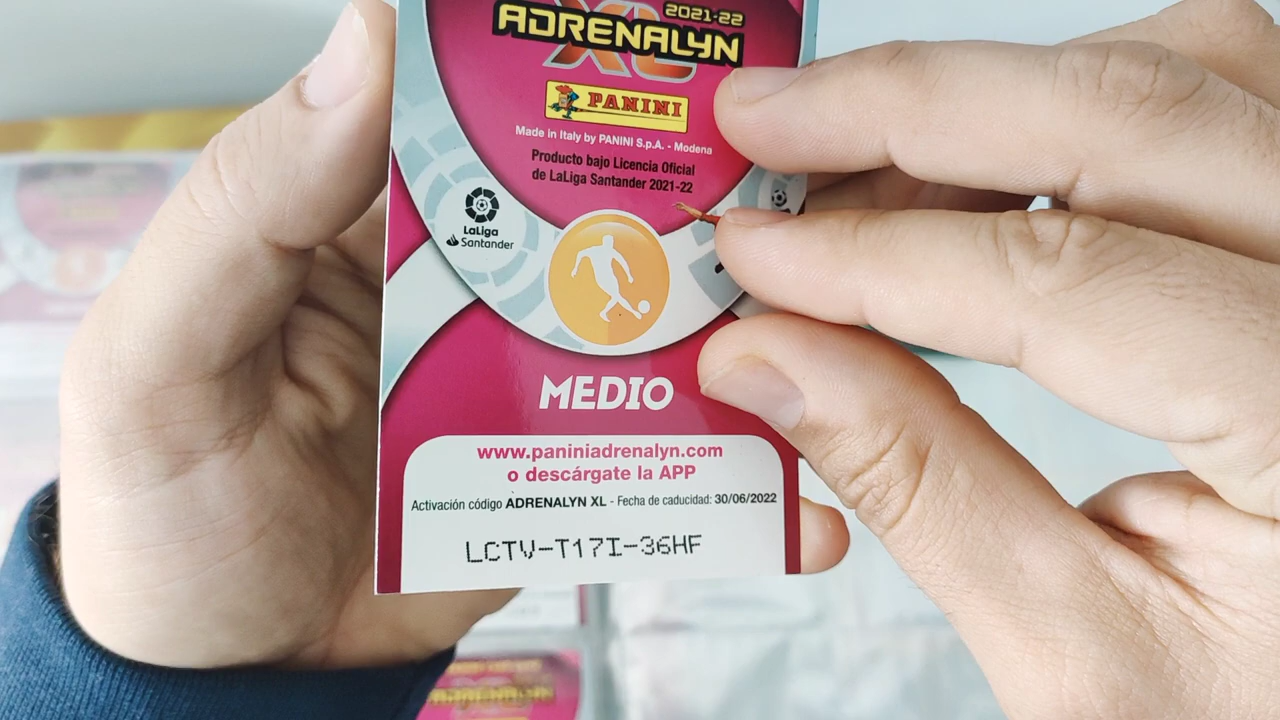 2021-22
ADRENALYN
XL
PANINI
Made in Italy by PANINI S.p.A. - Modena
Producto bajo Licencia Oficial
de LaLiga Santander 2021-22
LaLiga
Santander
MEDIO
www.paniniadrenalyn.com
o descárgate la APP
Activación código ADRENALYN XL - Fecha de caducidad: 30/06/2022
LCTV-T17I-36HF